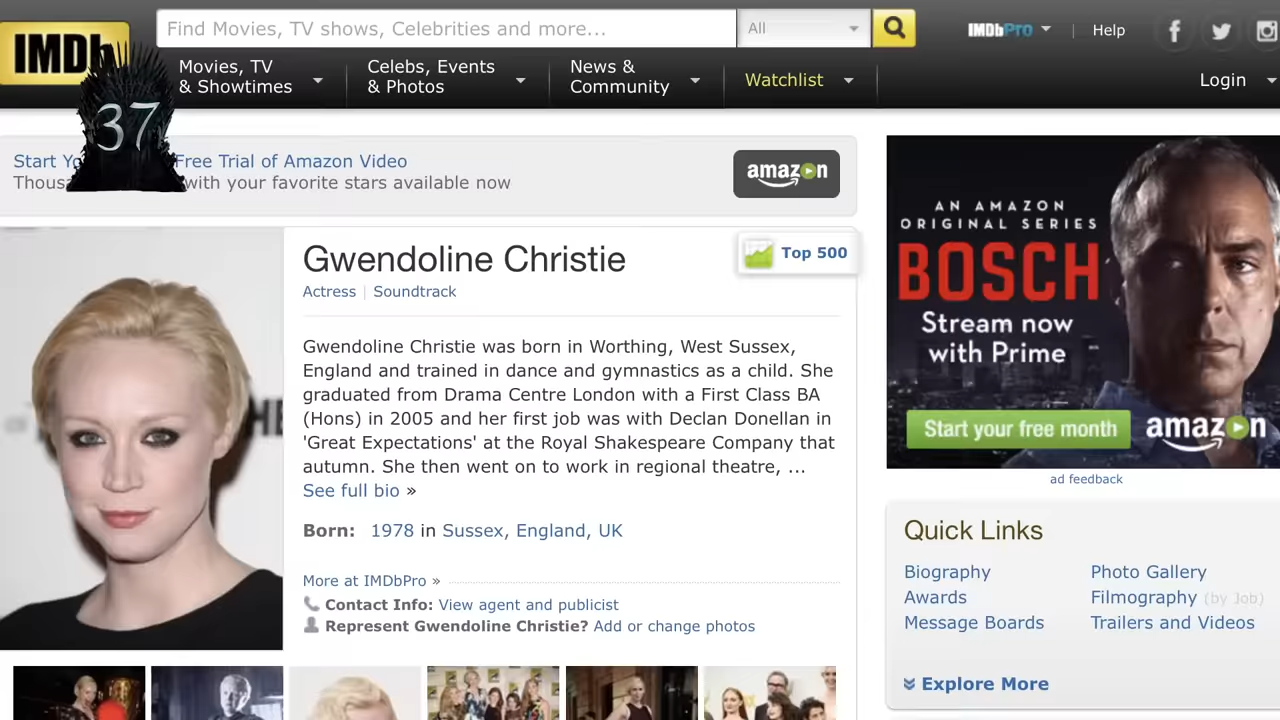 Find Movies, TV shows, Celebrities and more...
All
IMDbPro
Help
IMDb
Movies, TV
& Showtimes
Celebs, Events
& Photos
News &
Community
Watchlist
Login
37
Start Yo
Free Trial of Amazon Video
Thous
with your favorite stars available now
amazon
Gwendoline Christie
Top 500
Actress | Soundtrack
Gwendoline Christie was born in Worthing, West Sussex,
England and trained in dance and gymnastics as a child. She
graduated from Drama Centre London with a First Class BA
(Hons) in 2005 and her first job was with Declan Donellan in
'Great Expectations' at the Royal Shakespeare Company that
autumn. She then went on to work in regional theatre, ...
See full bio »
Born: 1978 in Sussex, England, UK
More at IMDbPro »
Contact Info: View agent and publicist
Represent Gwendoline Christie? Add or change photos
AN AMAZON
ORIGINAL SERIES
BOSCH
Stream now
with Prime
Start your free month
amazon
ad feedback
Quick Links
Biography
Photo Gallery
Awards
Filmography (by Job)
Message Boards
Trailers and Videos
Explore More